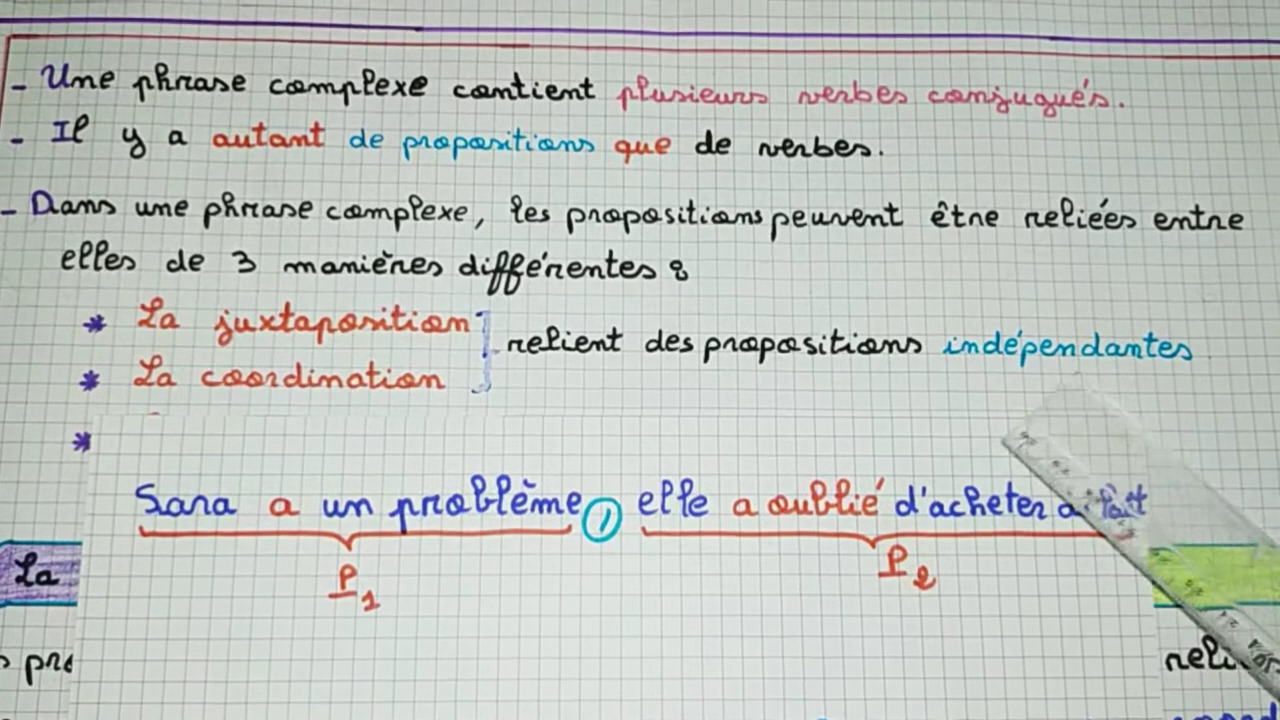 - Une phrase complexe contient plusieurs verbes conjugués.
- Il y a autant de propositions que de verbes.
- Dans une phrase complexe, les propositions peuvent être reliées entre
elles de 3 manières différentes :
* La juxtaposition
relient des propositions indépendantes
* La coordination
*
Sara a un problème, elle a oublié d'acheter
P1 P2
La